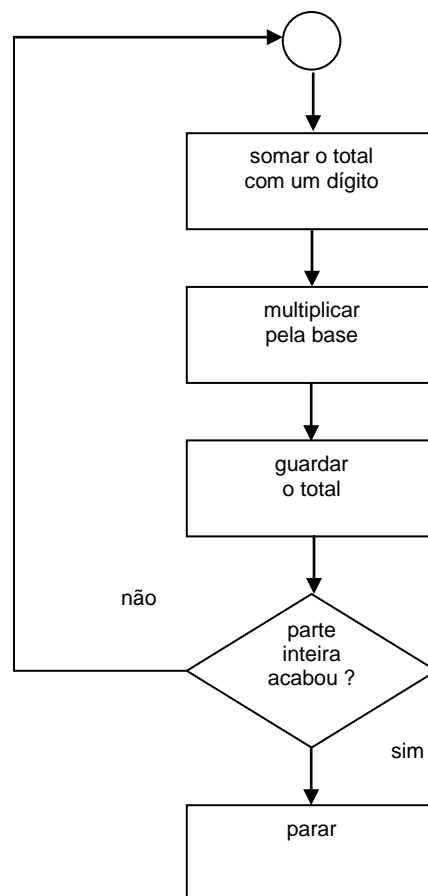 somar o total
com um dígito
multiplicar
pela base
guardar
o total
não
parte
inteira
acabou ?
sim
parar